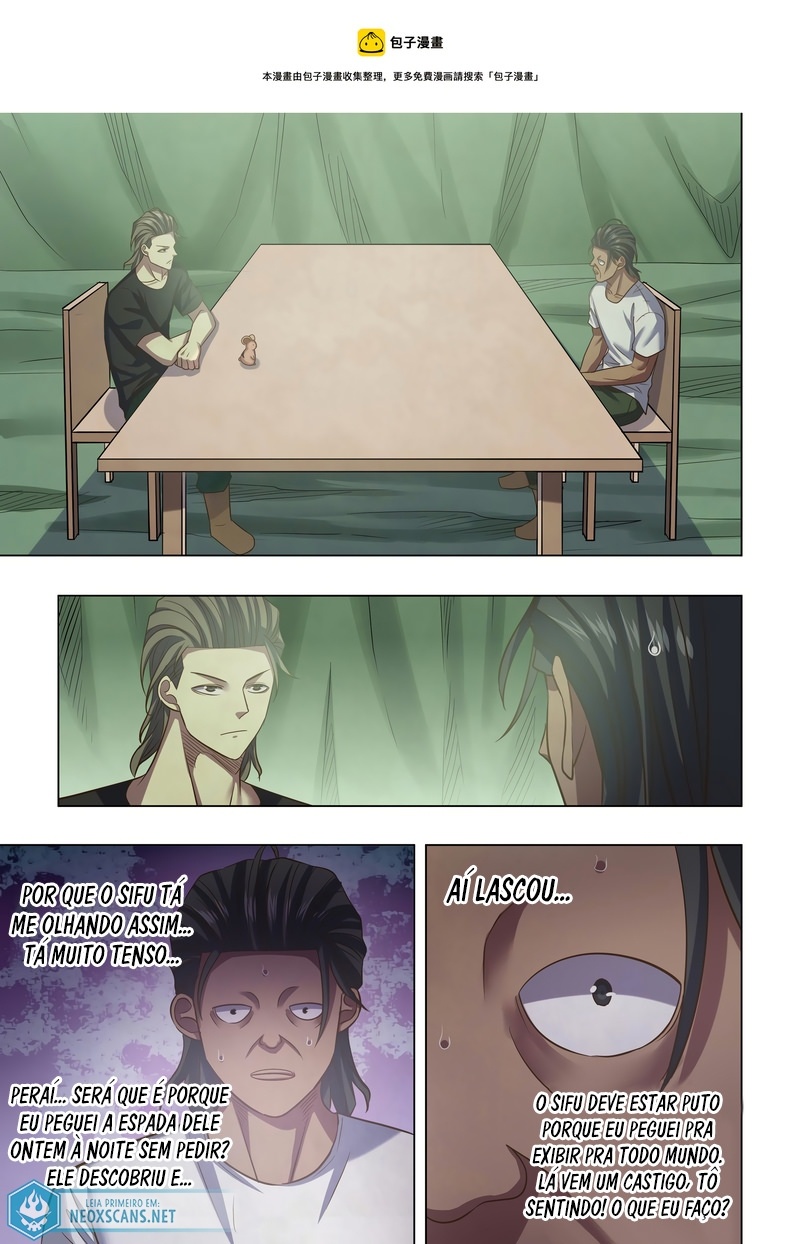 包子漫畫
本漫畫由包子漫畫收集整理，更多免費漫画請搜索「包子漫畫」
POR QUE O SIFU TÁ
ME OLHANDO ASSIM...
TÁ MUITO TENSO...
PERAÍ... SERÁ QUE É PORQUE
EU PEGUEI A ESPADA DELE
ONTEM À NOITE SEM PEDIR?
ELE DESCOBRIU E...
AÍ LASCOU...
O SIFU DEVE ESTAR PUTO
PORQUE EU PEGUEI PRA
EXIBIR PRA TODO MUNDO.
LÁ VEM UM CASTIGO, TÔ
SENTINDO! O QUE EU FAÇO?
LEIA PRIMEIRO EM:
NEOXSCANS.NET